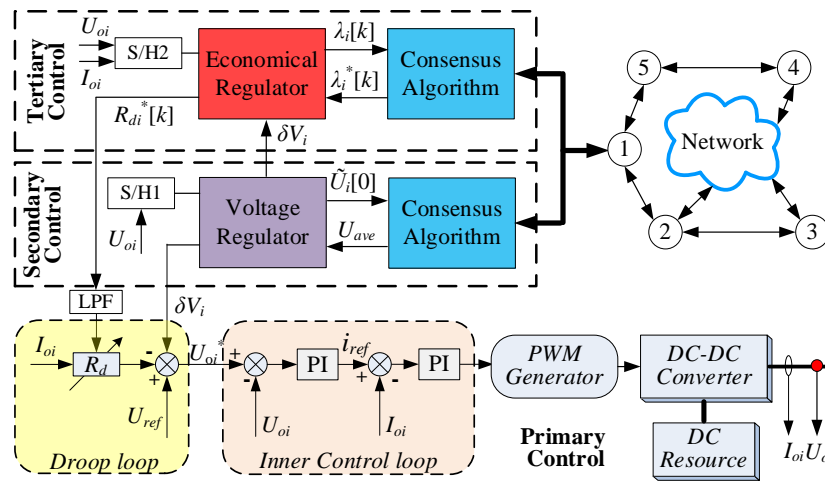 Tertiary Control
U_oi
I_oi
S/H2
Economical Regulator
λ_i[k]
λ_i^*[k]
Consensus Algorithm
R_di^*[k]
δV_i
Secondary Control
S/H1
U_oi
Voltage Regulator
Ũ_i[0]
U_ave
Consensus Algorithm
5
4
1
Network
2
3
LPF
δV_i
I_oi
R_d
-
+
U_oi^*
U_ref
Droop loop
+
-
U_oi
PI
i_ref
+
-
I_oi
PI
Inner Control loop
PWM Generator
DC-DC Converter
DC Resource
Primary Control
I_oi